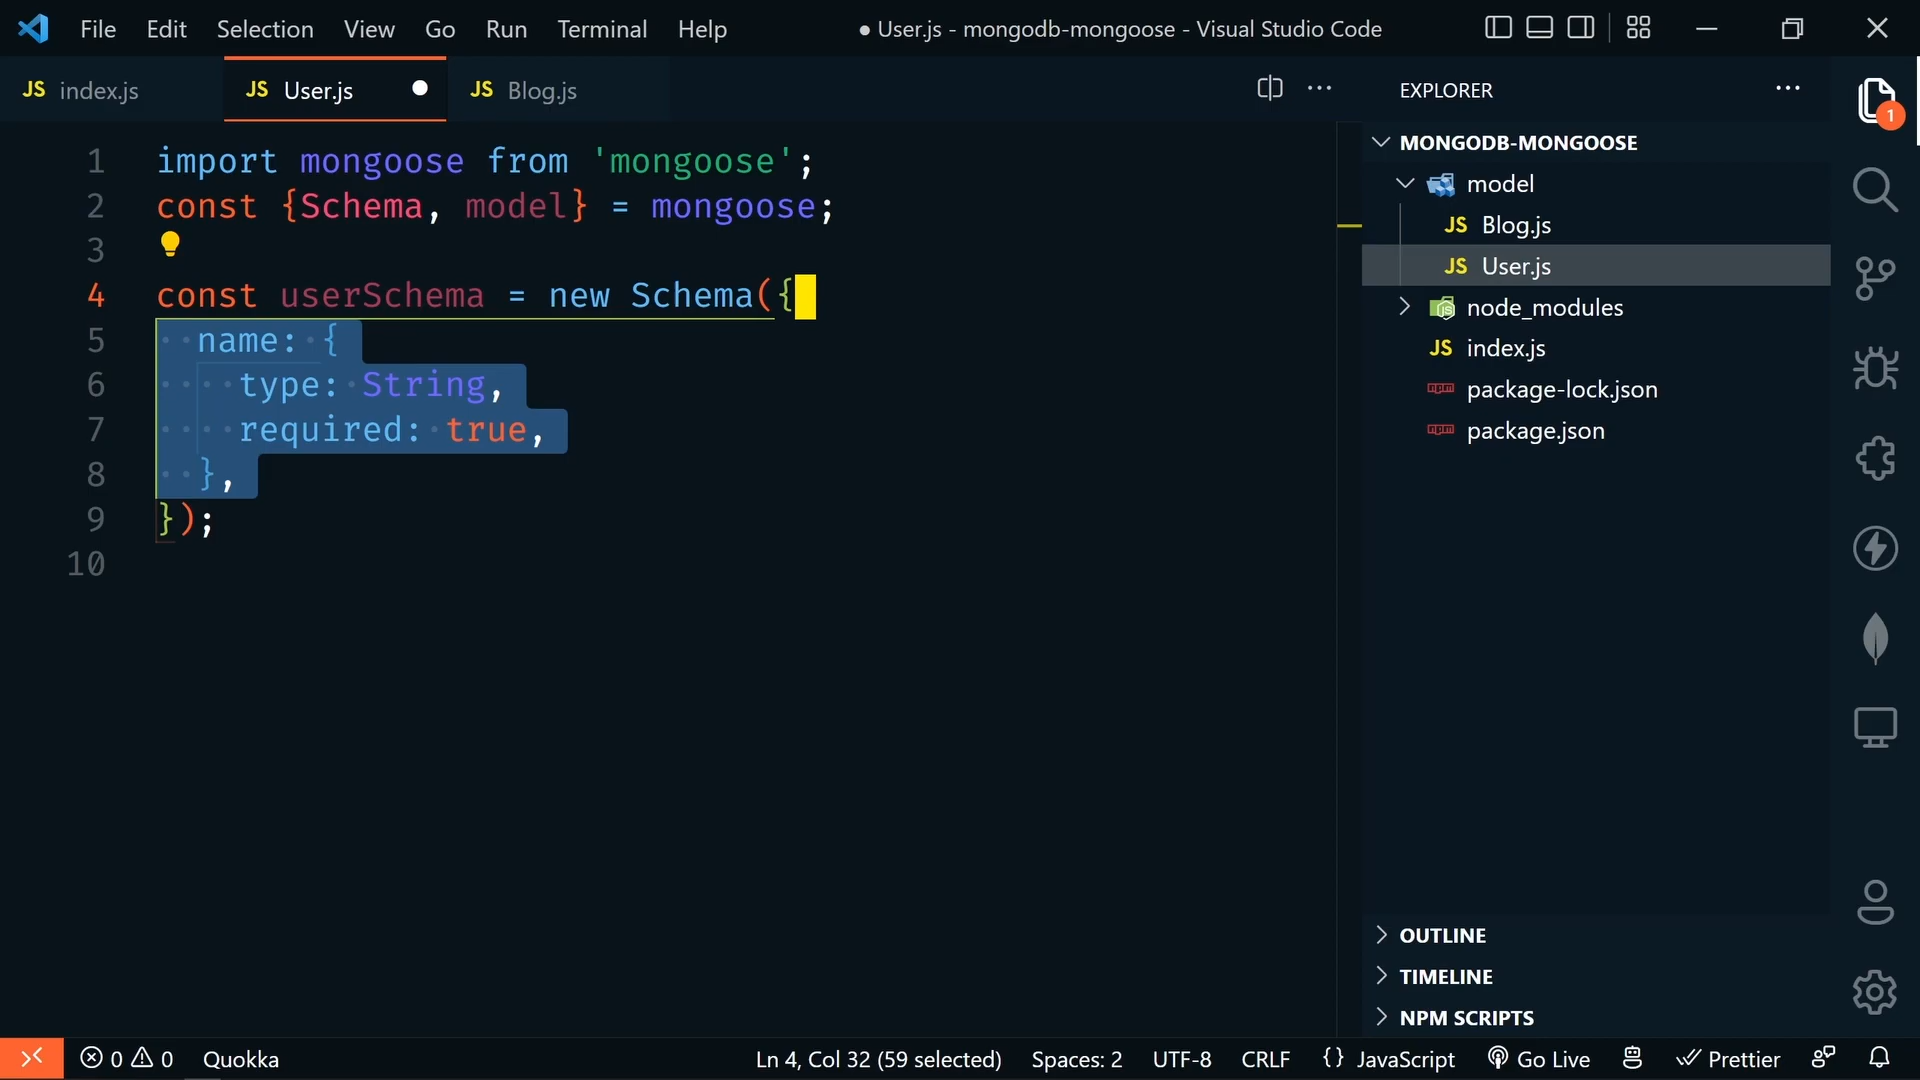 File Edit Selection View Go Run Terminal Help
● User.js - mongodb-mongoose - Visual Studio Code
JS index.js
JS User.js
JS Blog.js
1 import mongoose from 'mongoose';
2 const {Schema, model} = mongoose;
3
4 const userSchema = new Schema({
5 name: {
6 type: String,
7 required: true,
8 },
9 });
10
EXPLORER
1
MONGODB-MONGOOSE
model
JS Blog.js
JS User.js
node_modules
JS index.js
npm package-lock.json
npm package.json
OUTLINE
TIMELINE
NPM SCRIPTS
0 0 Quokka
Ln 4, Col 32 (59 selected) Spaces: 2 UTF-8 CRLF {} JavaScript Go Live Prettier